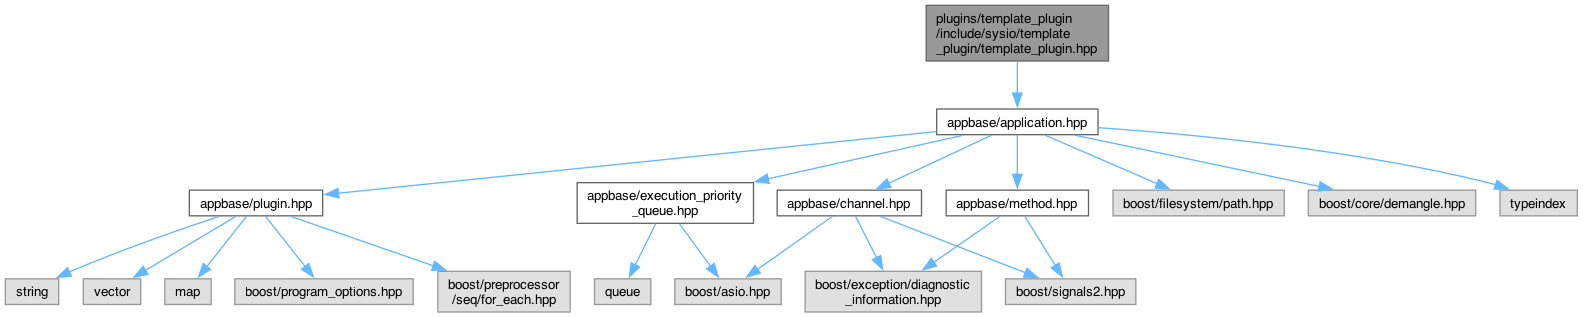 plugins/template_plugin
/include/sysio/template
_plugin/template_plugin.hpp
appbase/application.hpp
appbase/plugin.hpp
appbase/execution_priority
_queue.hpp
appbase/channel.hpp
appbase/method.hpp
boost/filesystem/path.hpp
boost/core/demangle.hpp
typeindex
string
vector
map
boost/program_options.hpp
boost/preprocessor
/seq/for_each.hpp
queue
boost/asio.hpp
boost/exception/diagnostic
_information.hpp
boost/signals2.hpp